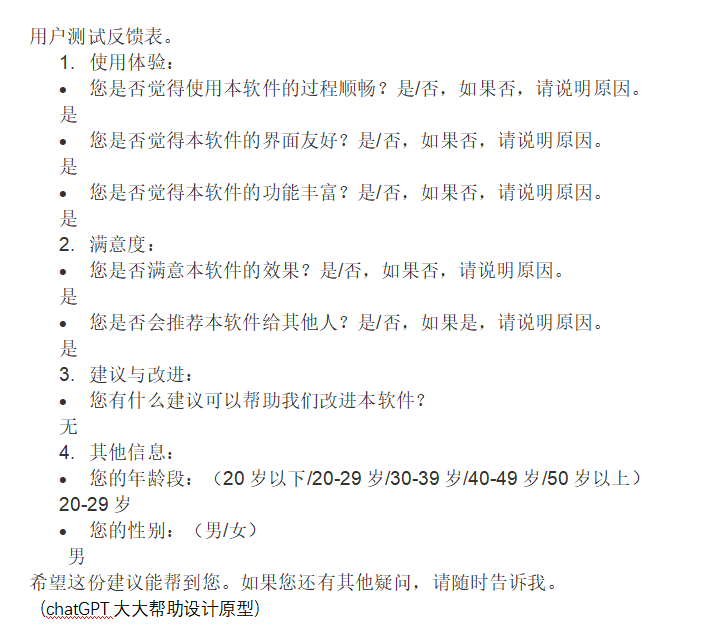 用户测试反馈表。
1. 使用体验：
• 您是否觉得使用本软件的过程顺畅？是/否，如果否，请说明原因。
是
• 您是否觉得本软件的界面友好？是/否，如果否，请说明原因。
是
• 您是否觉得本软件的功能丰富？是/否，如果否，请说明原因。
是
2. 满意度：
• 您是否满意本软件的效果？是/否，如果否，请说明原因。
是
• 您是否会推荐本软件给其他人？是/否，如果是，请说明原因。
是
3. 建议与改进：
• 您有什么建议可以帮助我们改进本软件？
无
4. 其他信息：
• 您的年龄段：（20 岁以下/20-29 岁/30-39 岁/40-49 岁/50 岁以上）
20-29 岁
• 您的性别：（男/女）
男
希望这份建议能帮到您。如果您还有其他疑问，请随时告诉我。
（chatGPT 大大帮助设计原型）